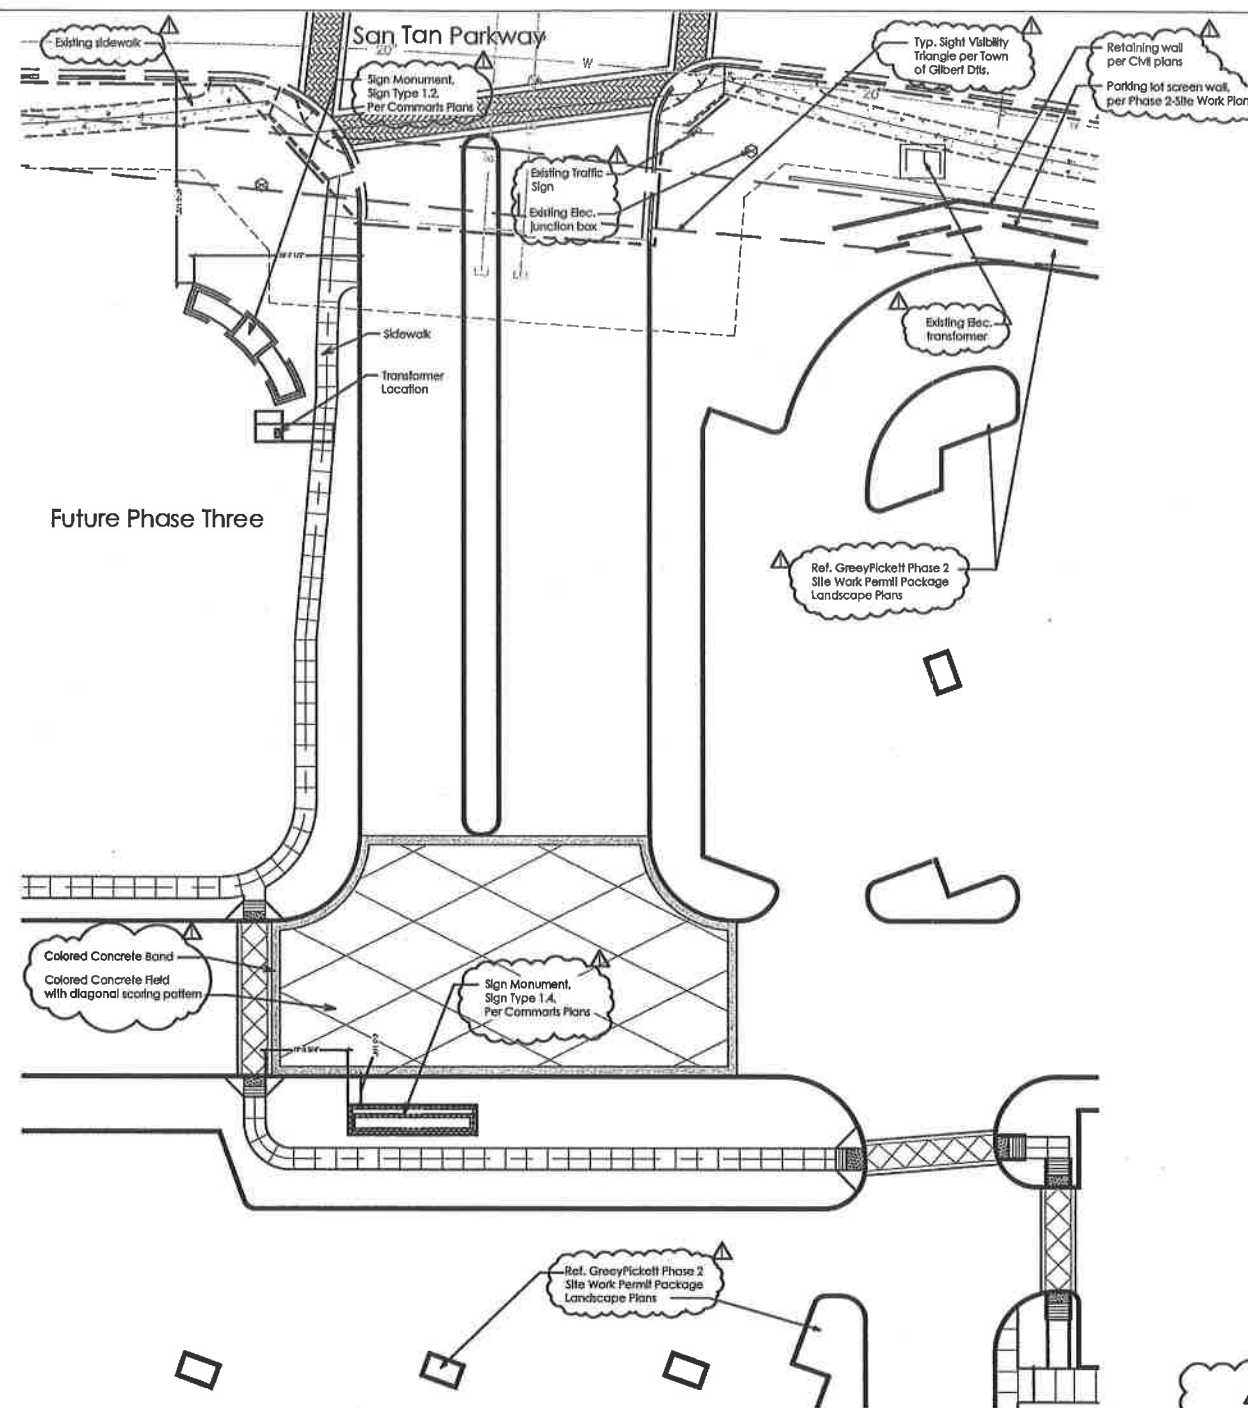 San Tan Parkway
Existing sidewalk
20'
W
Sign Monument,
Sign Type 1.2.
Per Commarts Plans
Typ. Sight Visibility
Triangle per Town
of Gilbert Dtls.
Retaining wall
per Civil plans
Parking lot screen wall,
per Phase 2-Site Work Plan
20'
Existing Traffic
Sign
Existing Elec.
junction box
Existing Elec.
transformer
Sidewalk
Transformer
Location
Future Phase Three
Ref. GreeyPickett Phase 2
Site Work Permit Package
Landscape Plans
Colored Concrete Band
Colored Concrete Field
with diagonal scoring pattern
Sign Monument,
Sign Type 1.4.
Per Commarts Plans
Ref. GreeyPickett Phase 2
Site Work Permit Package
Landscape Plans